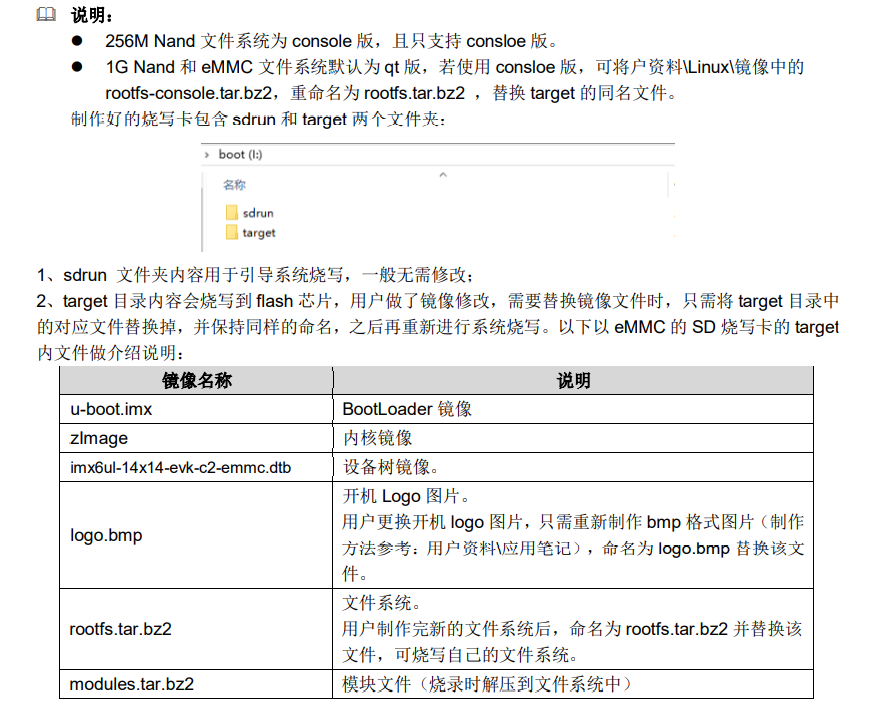 说明：
● 256M Nand 文件系统为 console 版，且只支持 consloe 版。
● 1G Nand 和 eMMC 文件系统默认为 qt 版，若使用 consloe 版，可将户资料\Linux\镜像中的
rootfs-console.tar.bz2，重命名为 rootfs.tar.bz2 ，替换 target 的同名文件。
制作好的烧写卡包含 sdrun 和 target 两个文件夹：
› boot (I:)
名称
sdrun
target
1、sdrun 文件夹内容用于引导系统烧写，一般无需修改；
2、target 目录内容会烧写到 flash 芯片，用户做了镜像修改，需要替换镜像文件时，只需将 target 目录中
的对应文件替换掉，并保持同样的命名，之后再重新进行系统烧写。以下以 eMMC 的 SD 烧写卡的 target
内文件做介绍说明：
镜像名称 说明
u-boot.imx BootLoader 镜像
zImage 内核镜像
imx6ul-14x14-evk-c2-emmc.dtb 设备树镜像。
logo.bmp
开机 Logo 图片。
用户更换开机 logo 图片，只需重新制作 bmp 格式图片（制作
方法参考：用户资料\应用笔记），命名为 logo.bmp 替换该文
件。
rootfs.tar.bz2
文件系统。
用户制作完新的文件系统后，命名为 rootfs.tar.bz2 并替换该
文件，可烧写自己的文件系统。
modules.tar.bz2 模块文件（烧录时解压到文件系统中）